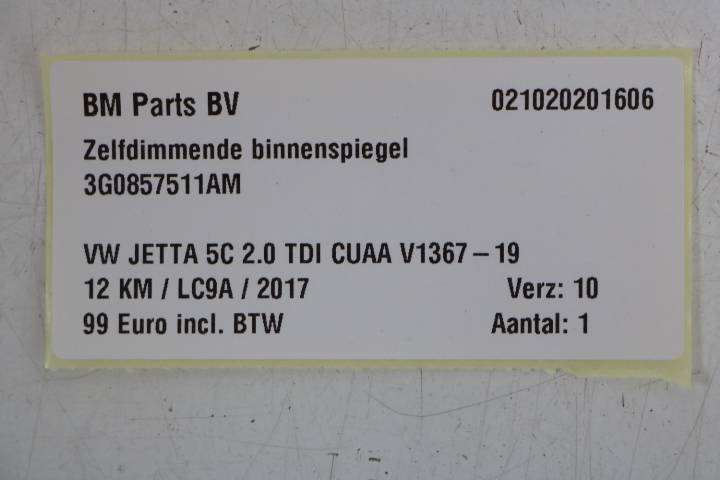 BM Parts BV 021020201606
Zelfdimmende binnenspiegel
3G0857511AM
VW JETTA 5C 2.0 TDI CUAA V1367 – 19
12 KM / LC9A / 2017 Verz: 10
99 Euro incl. BTW Aantal: 1